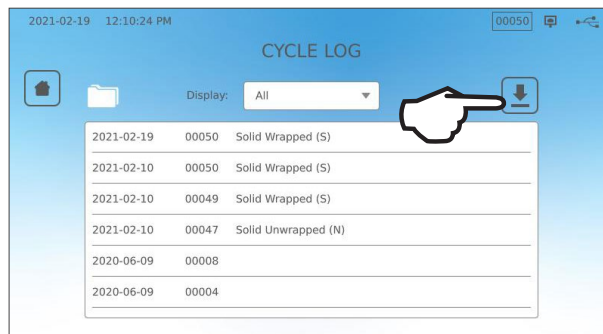 2021-02-19 12:10:24 PM 00050
CYCLE LOG
Display: All
2021-02-19 00050 Solid Wrapped (S)
2021-02-10 00050 Solid Wrapped (S)
2021-02-10 00049 Solid Wrapped (S)
2021-02-10 00047 Solid Unwrapped (N)
2020-06-09 00008
2020-06-09 00004